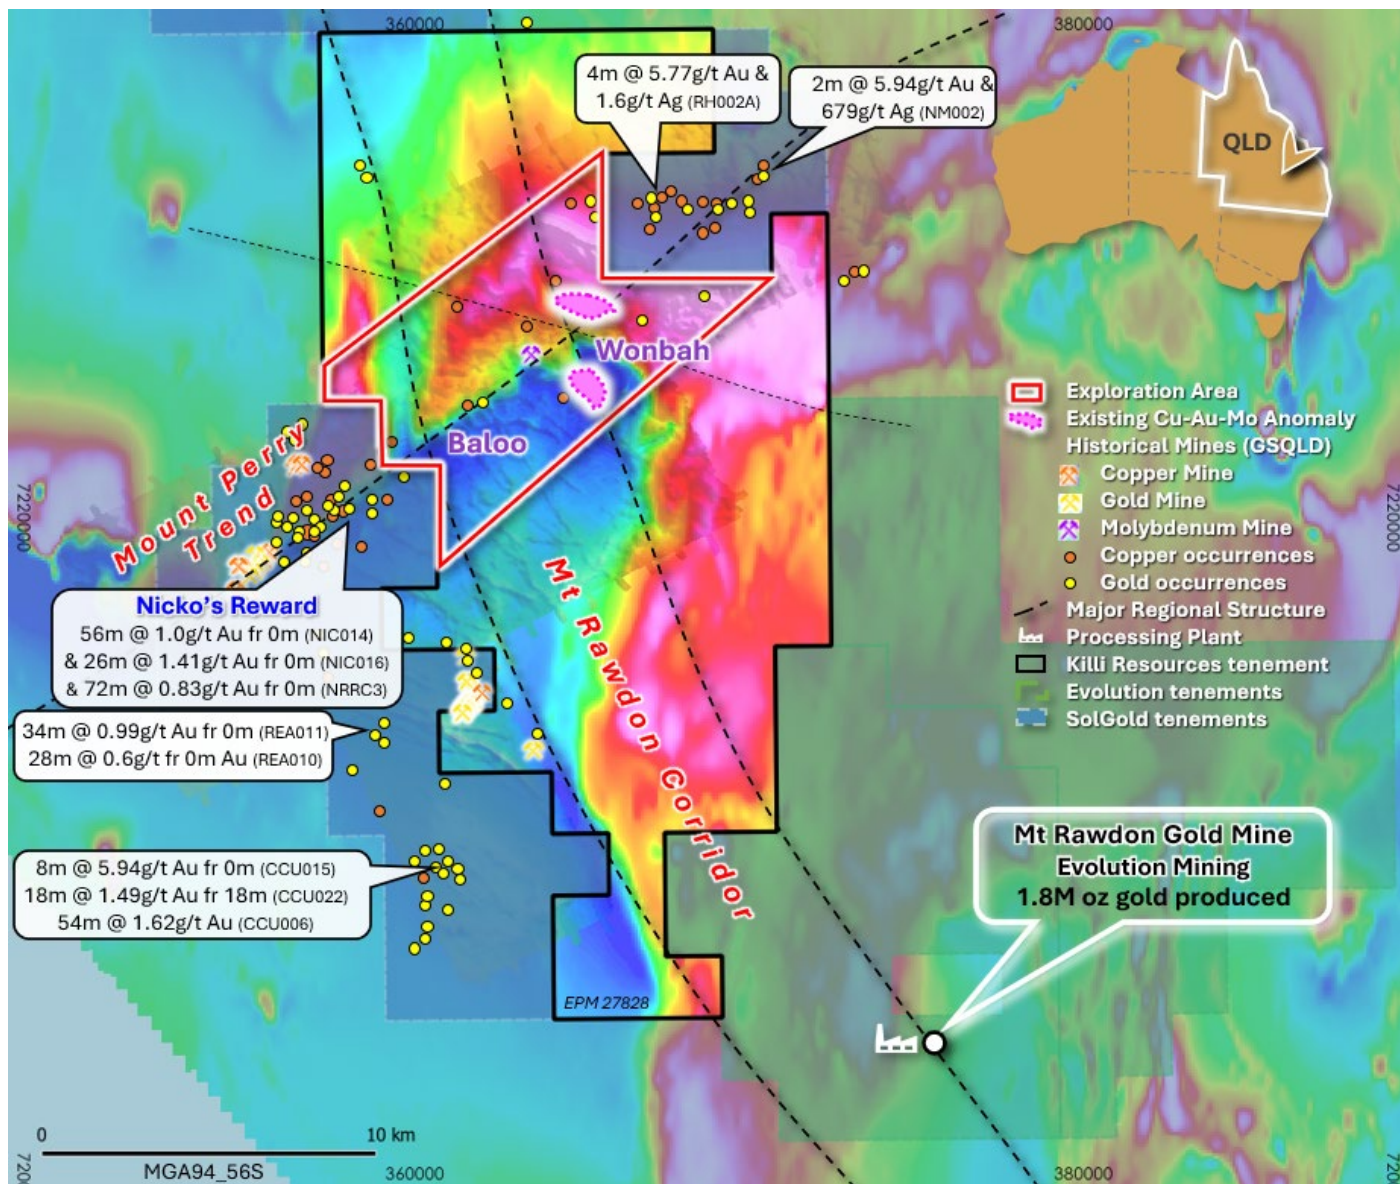 360000
380000
4m @ 5.77g/t Au &
1.6g/t Ag (RH002A)
2m @ 5.94g/t Au &
679g/t Ag (NM002)
QLD
Wonbah
Baloo
Mount Perry
Trend
7220000
7220000
Exploration Area
Existing Cu-Au-Mo Anomaly
Historical Mines (GSQLD)
Copper Mine
Gold Mine
Molybdenum Mine
Copper occurrences
Gold occurrences
Major Regional Structure
Processing Plant
Killi Resources tenement
Evolution tenements
SolGold tenements
Nicko's Reward
56m @ 1.0g/t Au fr 0m (NIC014)
& 26m @ 1.41g/t Au fr 0m (NIC016)
& 72m @ 0.83g/t Au fr 0m (NRRC3)
Mt Rawdon Corridor
34m @ 0.99g/t Au fr 0m (REA011)
28m @ 0.6g/t fr 0m Au (REA010)
8m @ 5.94g/t Au fr 0m (CCU015)
18m @ 1.49g/t Au fr 18m (CCU022)
54m @ 1.62g/t Au (CCU006)
Mt Rawdon Gold Mine
Evolution Mining
1.8M oz gold produced
EPM 27828
0
10 km
MGA94_56S
360000
380000
720
720